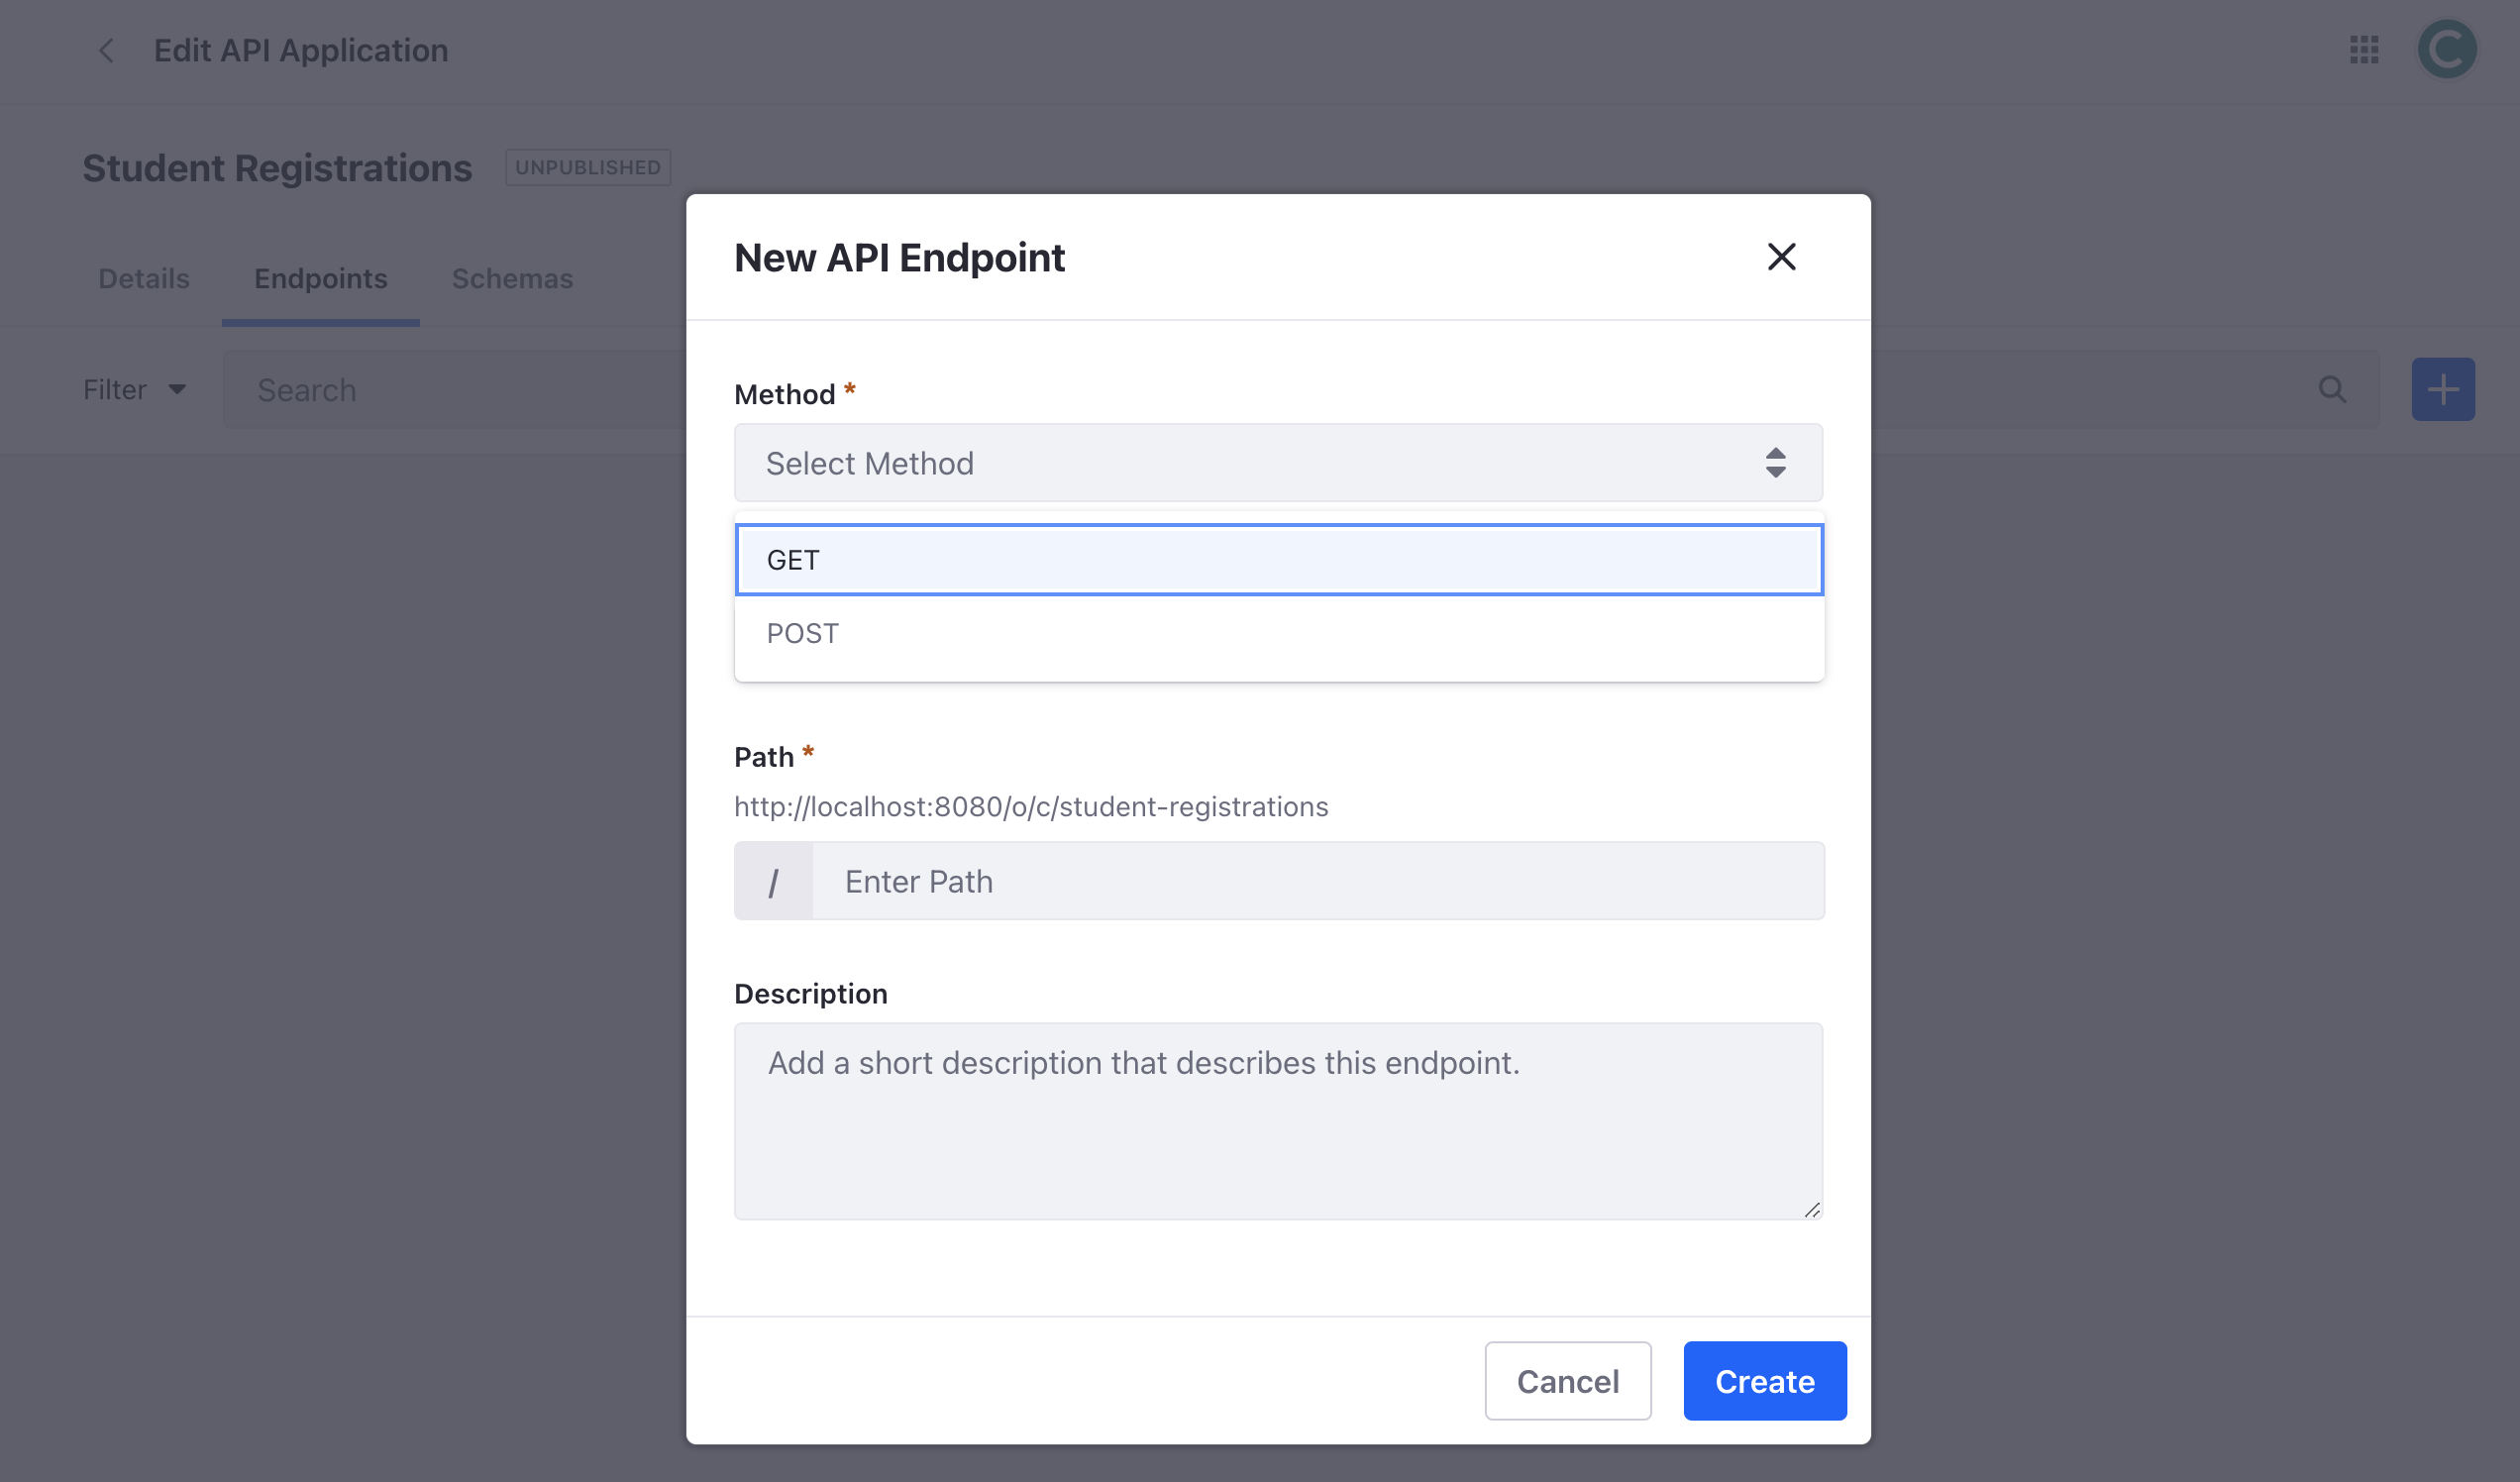 Edit API Application
C
Student Registrations
UNPUBLISHED
Details
Endpoints
Schemas
Filter
Search
New API Endpoint
Method *
Select Method
GET
POST
Path *
http://localhost:8080/o/c/student-registrations
/
Enter Path
Description
Add a short description that describes this endpoint.
Cancel
Create